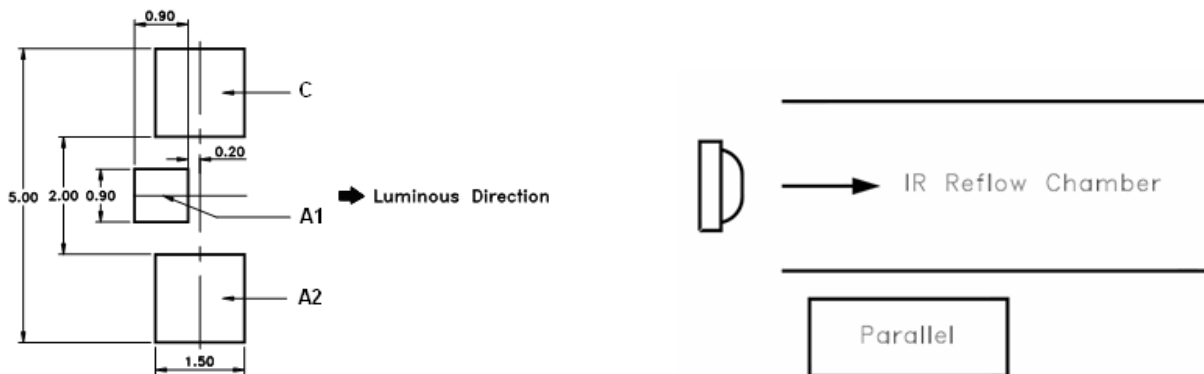 0.90
C
0.20
5.00
2.00
0.90
Luminous Direction
A1
A2
1.50
IR Reflow Chamber
Parallel